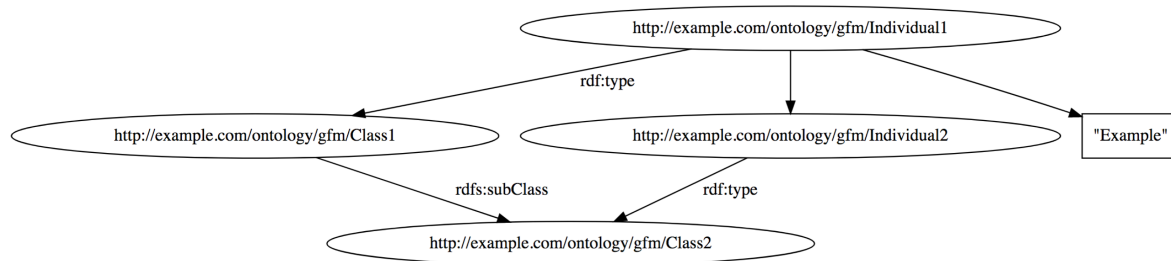 http://example.com/ontology/gfm/Individual1
rdf:type
http://example.com/ontology/gfm/Class1
http://example.com/ontology/gfm/Individual2
"Example"
rdfs:subClass
rdf:type
http://example.com/ontology/gfm/Class2